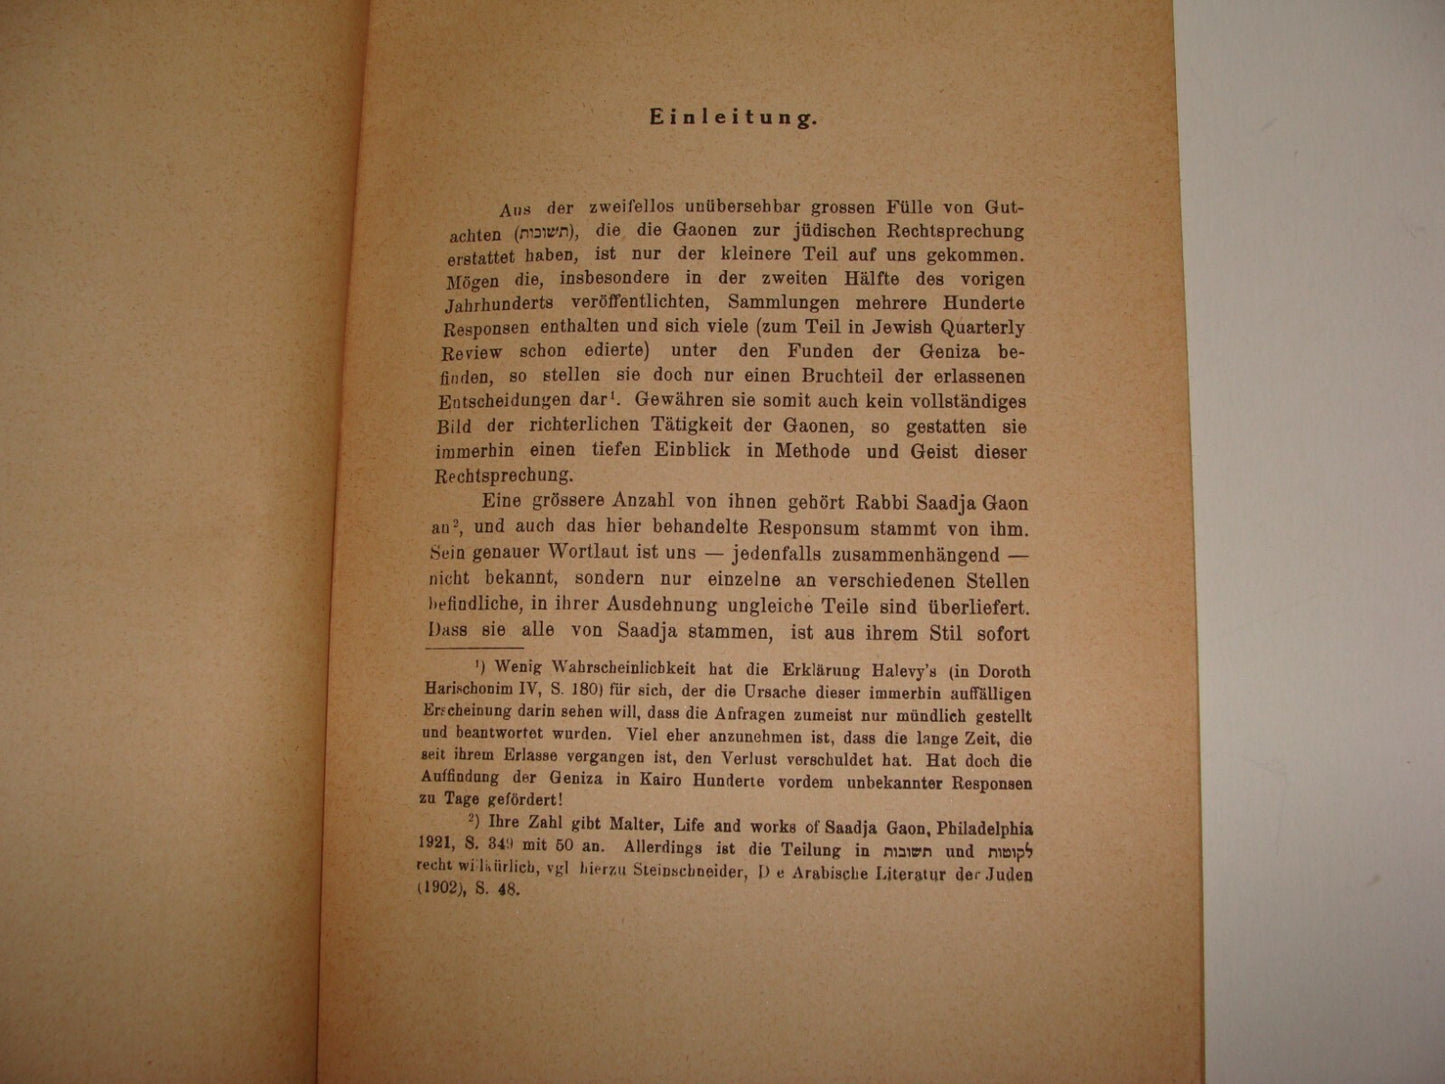 Einleitung.
Aus der zweifellos unübersehbar grossen Fülle von Gut-
achten (תשובות), die die Gaonen zur jüdischen Rechtsprechung
erstattet haben, ist nur der kleinere Teil auf uns gekommen.
Mögen die, insbesondere in der zweiten Hälfte des vorigen
Jahrhunderts veröffentlichten, Sammlungen mehrere Hunderte
Responsen enthalten und sich viele (zum Teil in Jewish Quarterly
Review schon edierte) unter den Funden der Geniza be-
finden, so stellen sie doch nur einen Bruchteil der erlassenen
Entscheidungen dar¹. Gewähren sie somit auch kein vollständiges
Bild der richterlichen Tätigkeit der Gaonen, so gestatten sie
immerhin einen tiefen Einblick in Methode und Geist dieser
Rechtsprechung.
Eine grössere Anzahl von ihnen gehört Rabbi Saadja Gaon
an², und auch das hier behandelte Responsum stammt von ihm.
Sein genauer Wortlaut ist uns — jedenfalls zusammenhängend —
nicht bekannt, sondern nur einzelne an verschiedenen Stellen
befindliche, in ihrer Ausdehnung ungleiche Teile sind überliefert.
Dass sie alle von Saadja stammen, ist aus ihrem Stil sofort
¹) Wenig Wahrscheinlichkeit hat die Erklärung Halevy's (in Doroth
Harischonim IV, S. 180) für sich, der die Ursache dieser immerhin auffälligen
Erscheinung darin sehen will, dass die Anfragen zumeist nur mündlich gestellt
und beantwortet wurden. Viel eher anzunehmen ist, dass die lange Zeit, die
seit ihrem Erlasse vergangen ist, den Verlust verschuldet hat. Hat doch die
Auffindung der Geniza in Kairo Hunderte vordem unbekannter Responsen
zu Tage gefördert!
²) Ihre Zahl gibt Malter, Life and works of Saadja Gaon, Philadelphia
1921, S. 349 mit 50 an. Allerdings ist die Teilung in תשובות und לקוטות
recht willkürlich, vgl hierzu Steinschneider, D e Arabische Literatur der Juden
(1902), S. 48.